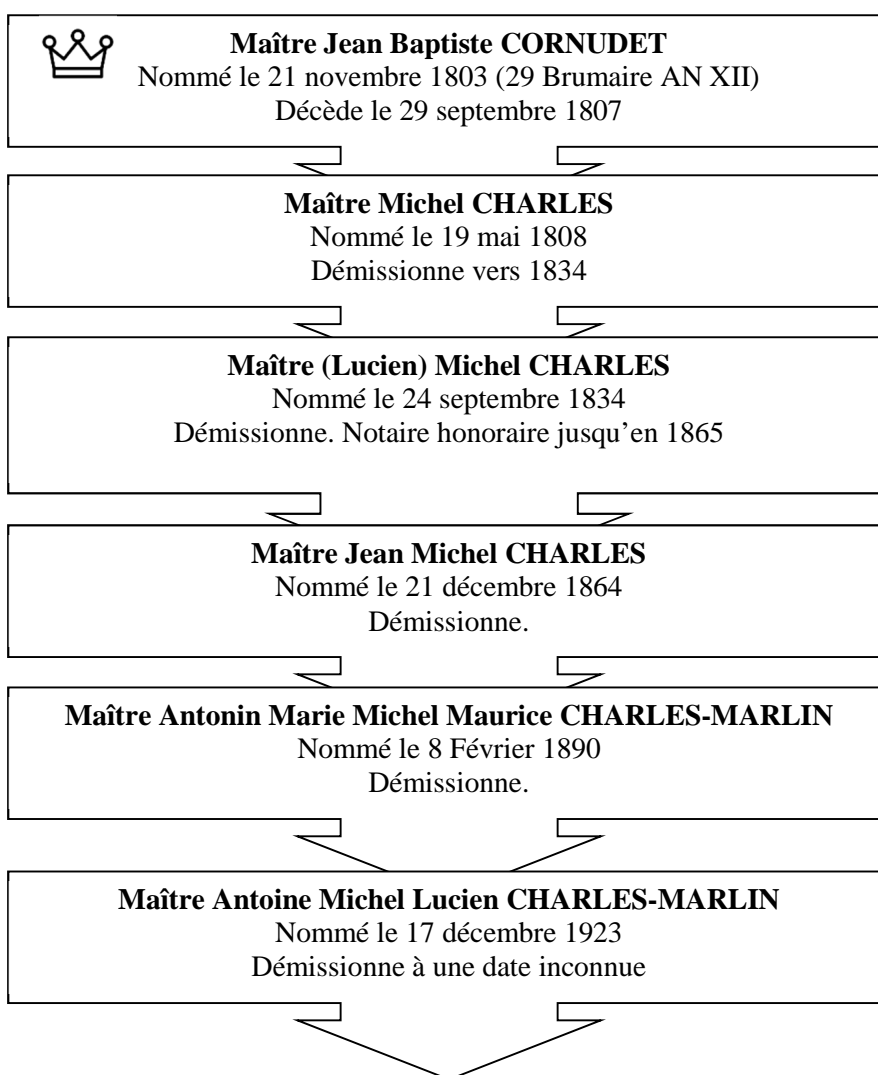 Maître Jean Baptiste CORNUDET
Nommé le 21 novembre 1803 (29 Brumaire AN XII)
Décède le 29 septembre 1807
Maître Michel CHARLES
Nommé le 19 mai 1808
Démissionne vers 1834
Maître (Lucien) Michel CHARLES
Nommé le 24 septembre 1834
Démissionne. Notaire honoraire jusqu’en 1865
Maître Jean Michel CHARLES
Nommé le 21 décembre 1864
Démissionne.
Maître Antonin Marie Michel Maurice CHARLES-MARLIN
Nommé le 8 Février 1890
Démissionne.
Maître Antoine Michel Lucien CHARLES-MARLIN
Nommé le 17 décembre 1923
Démissionne à une date inconnue